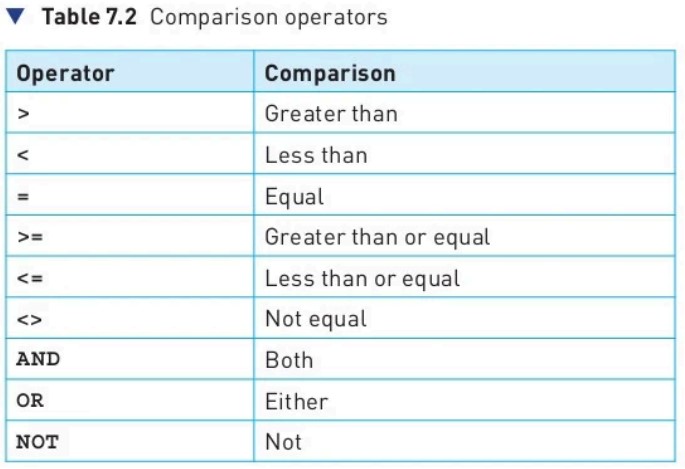 ▼ Table 7.2 Comparison operators
Operator Comparison
> Greater than
< Less than
= Equal
>= Greater than or equal
<= Less than or equal
<> Not equal
AND Both
OR Either
NOT Not